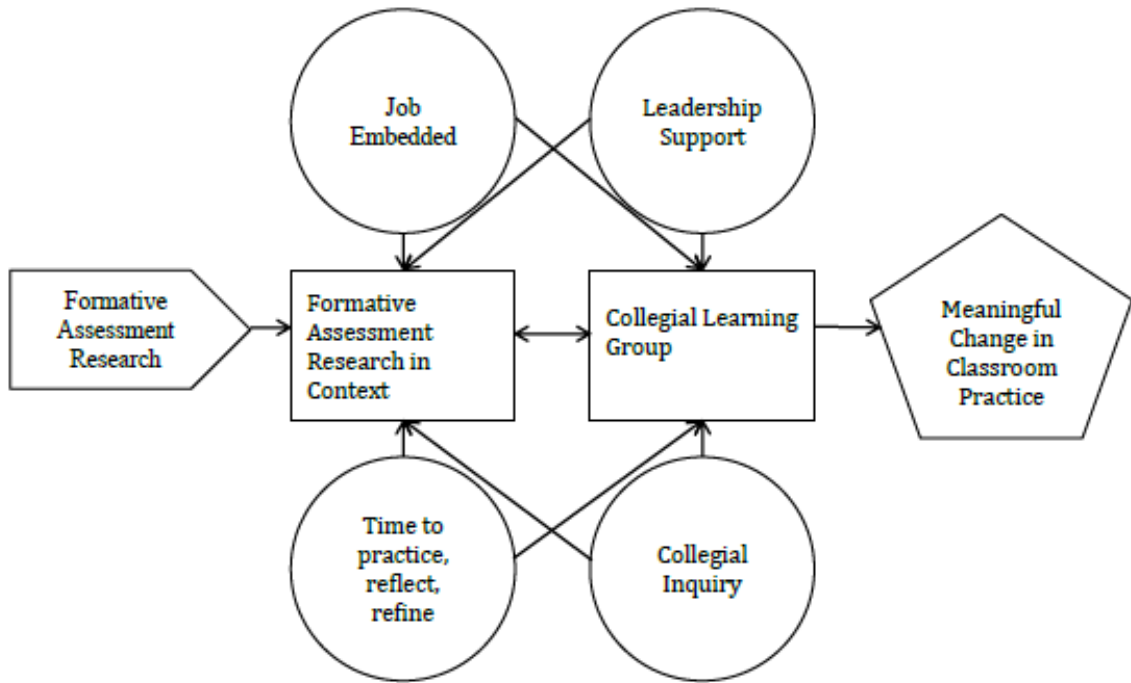 Job
Embedded
Leadership
Support
Formative
Assessment
Research
Formative
Assessment
Research in
Context
Collegial Learning
Group
Meaningful
Change in
Classroom
Practice
Time to
practice,
reflect,
refine
Collegial
Inquiry